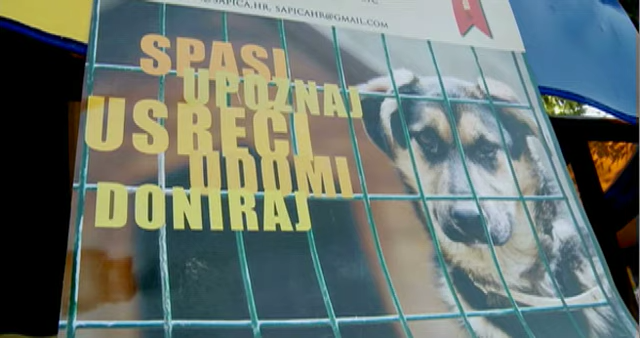 @SAPICA.HR, SAPICAHR@GMAIL.COM
SPASI
UPOZNAJ
USREĆI
UDOMI
DONIRAJ